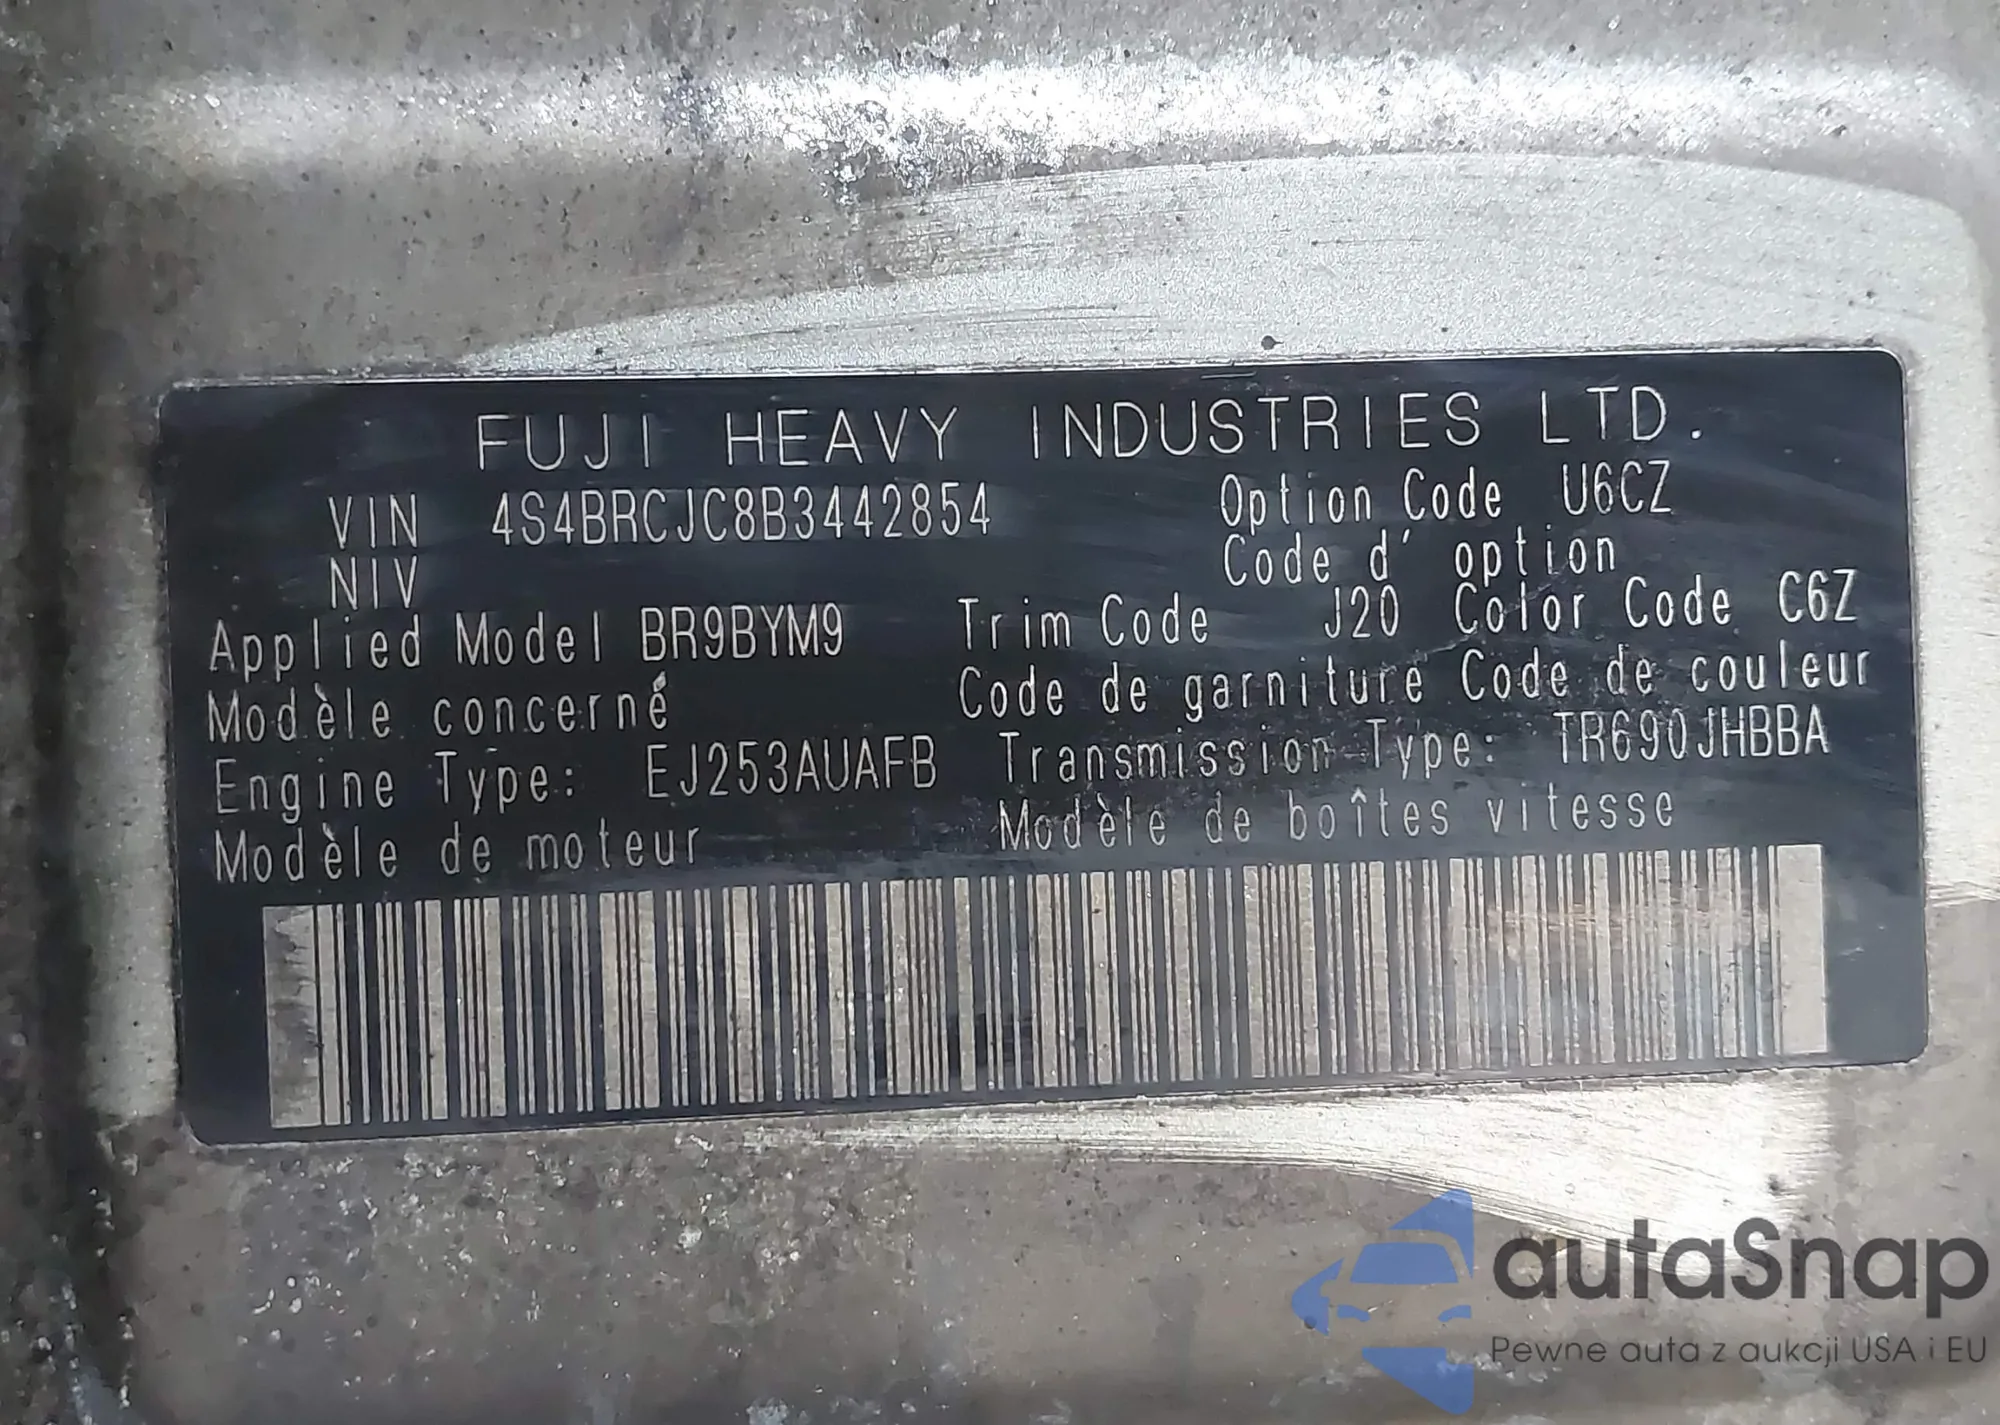 FUJI HEAVY INDUSTRIES LTD.
VIN 4S4BRCJC8B3442854 Option Code U6CZ
NIV Code d' option
Applied Model BR9BYM9 Trim Code J20 Color Code C6Z
Modèle concerné Code de garniture Code de couleur
Engine Type: EJ253AUAFB Transmission Type: TR690JHBBA
Modèle de moteur Modèle de boîtes vitesse
autaSnap
Pewne auta z aukcji USA i EU